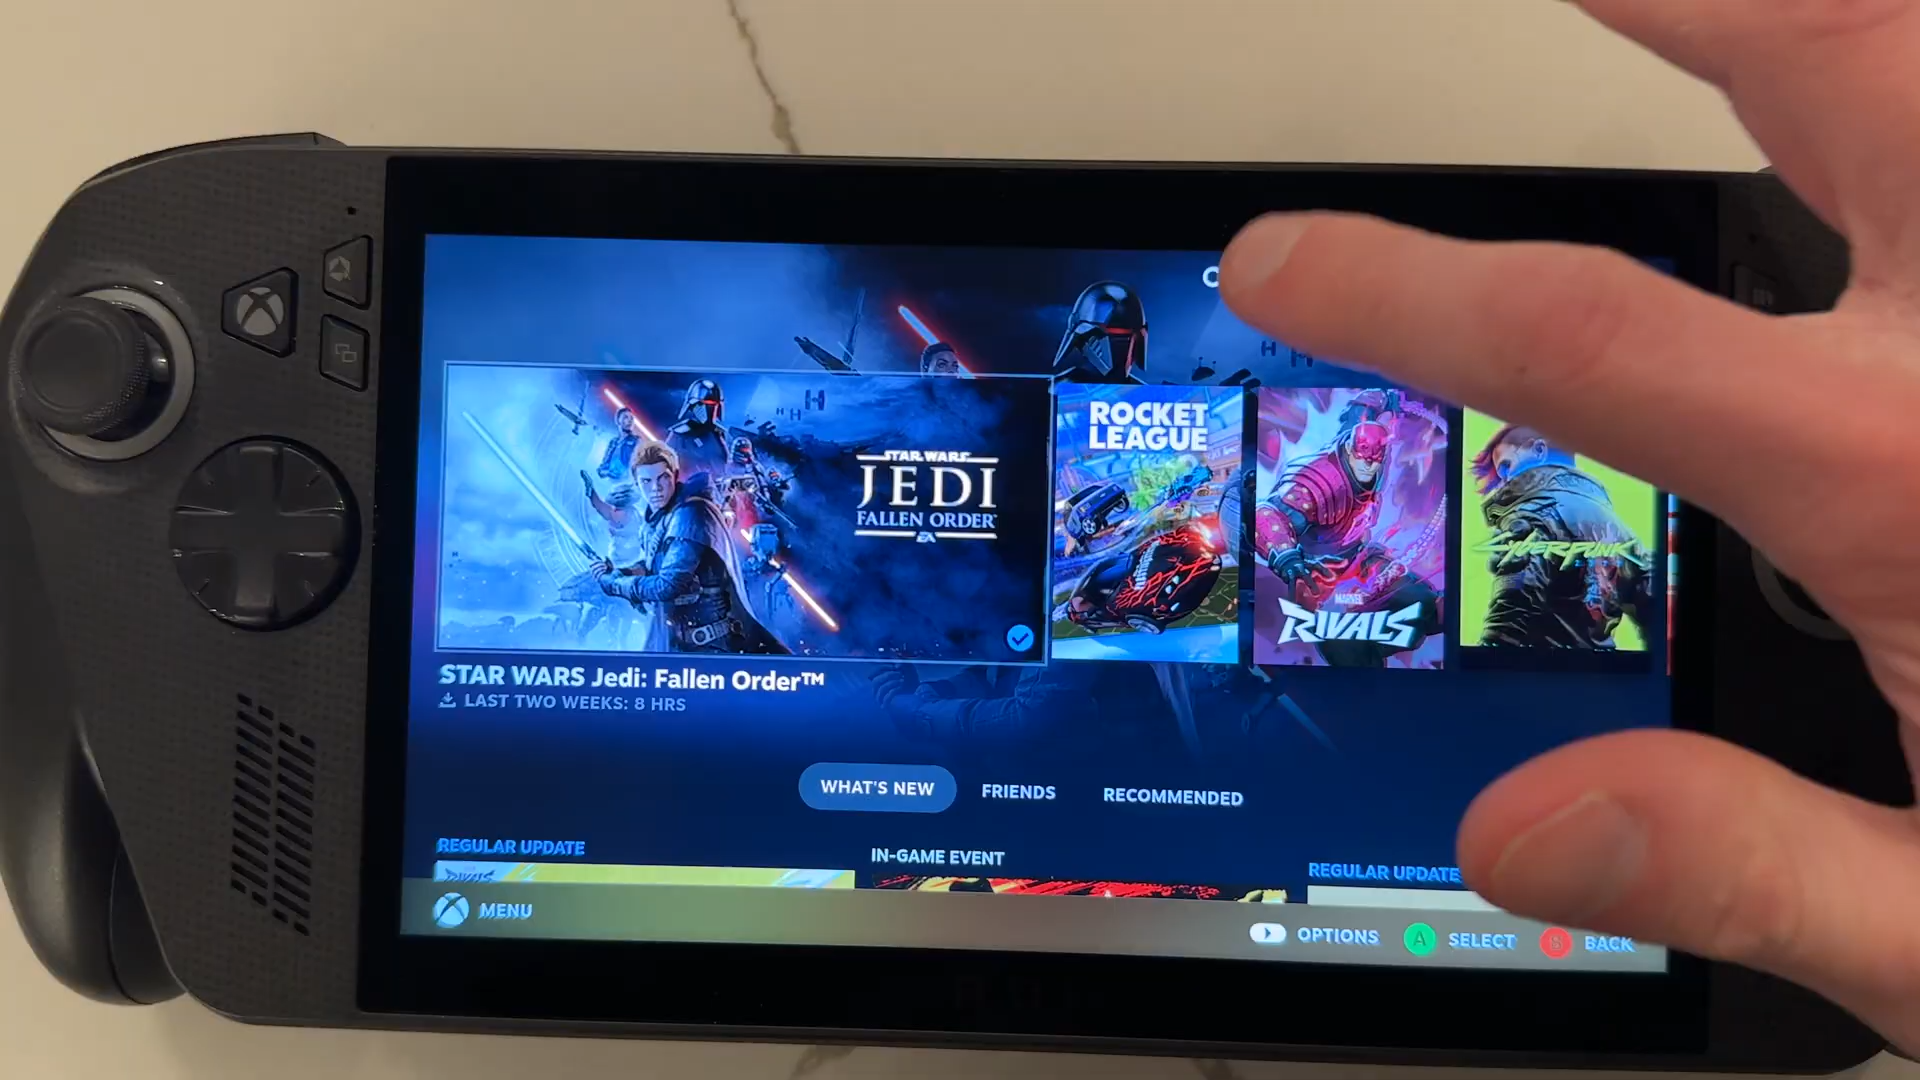 ROCKET
LEAGUE
STAR WARS
JEDI
FALLEN ORDER
EA
MARVEL
RIVALS
CYBERPUNK
STAR WARS Jedi: Fallen Order™
LAST TWO WEEKS: 8 HRS
WHAT'S NEW
FRIENDS
RECOMMENDED
REGULAR UPDATE
IN-GAME EVENT
REGULAR UPDATE
MENU
OPTIONS
A SELECT
B BACK